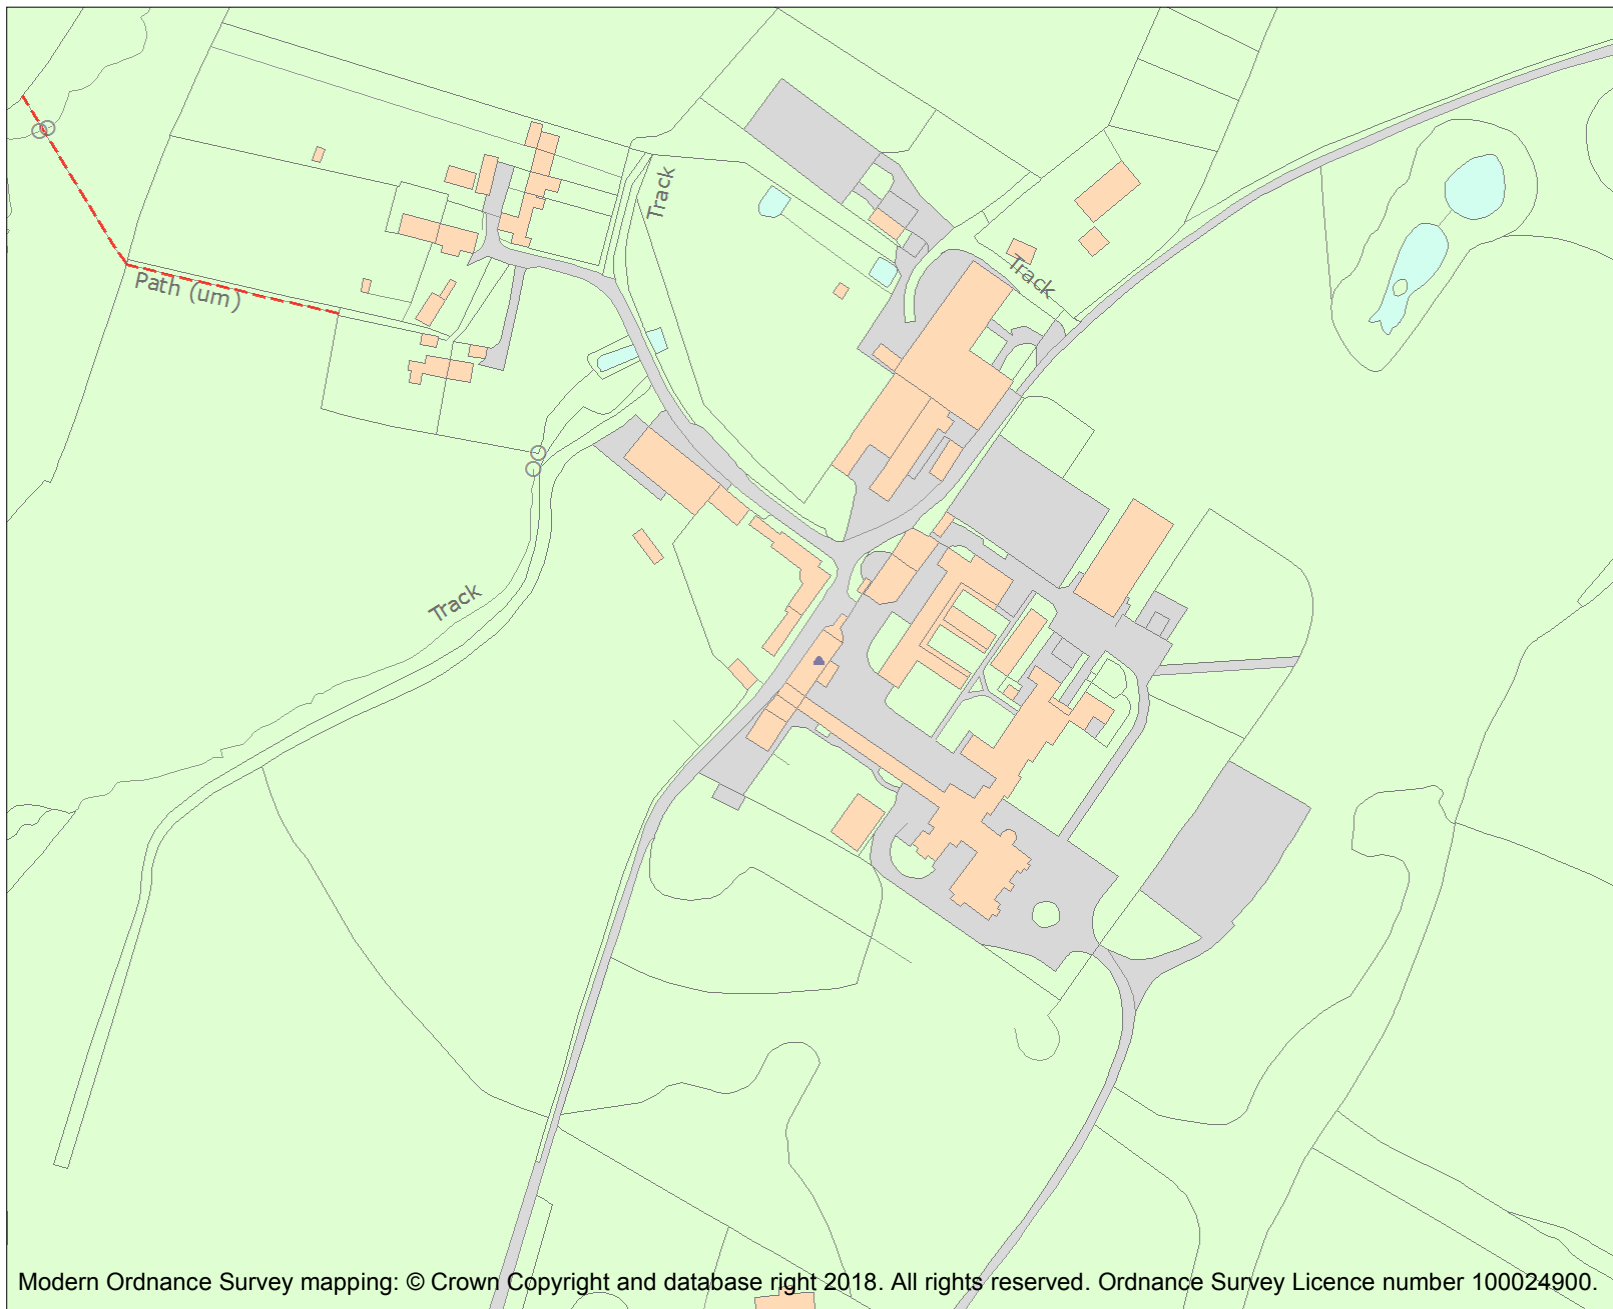 Track
Track
Path (um)
Track
Modern Ordnance Survey mapping: © Crown Copyright and database right 2018. All rights reserved. Ordnance Survey Licence number 100024900.